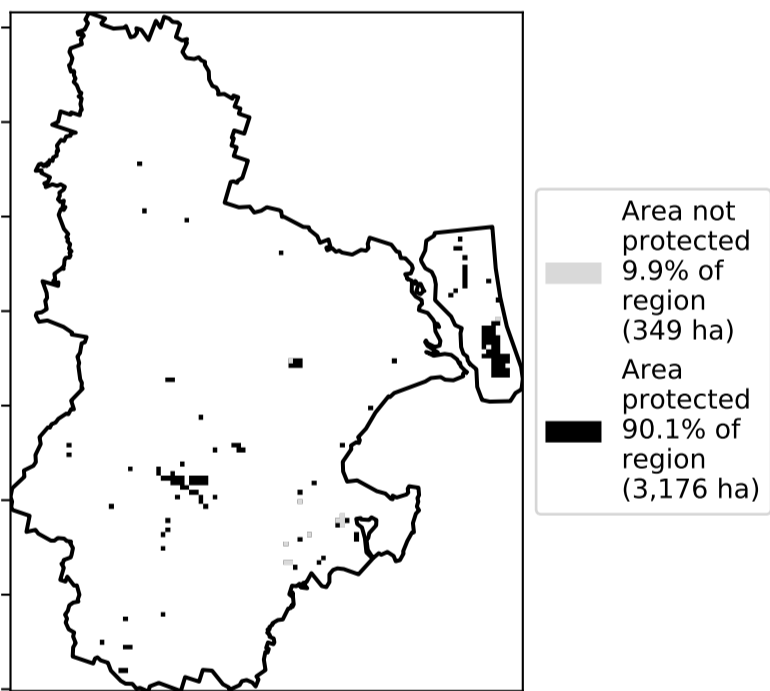 Area not
protected
9.9% of
region
(349 ha)
Area
protected
90.1% of
region
(3,176 ha)